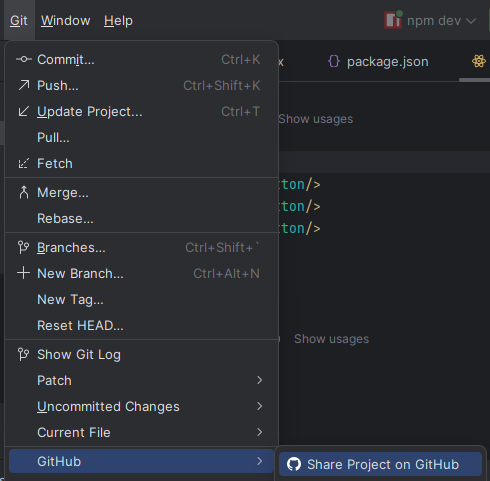 Git Window Help npm dev
x package.json
Commit... Ctrl+K
Push... Ctrl+Shift+K
Update Project... Ctrl+T
Pull...
Fetch
Merge...
Rebase...
Branches... Ctrl+Shift+`
New Branch... Ctrl+Alt+N
New Tag...
Reset HEAD...
Show Git Log
Patch
Uncommitted Changes
Current File
GitHub
Share Project on GitHub
Show usages
tton/>
tton/>
tton/>
Show usages